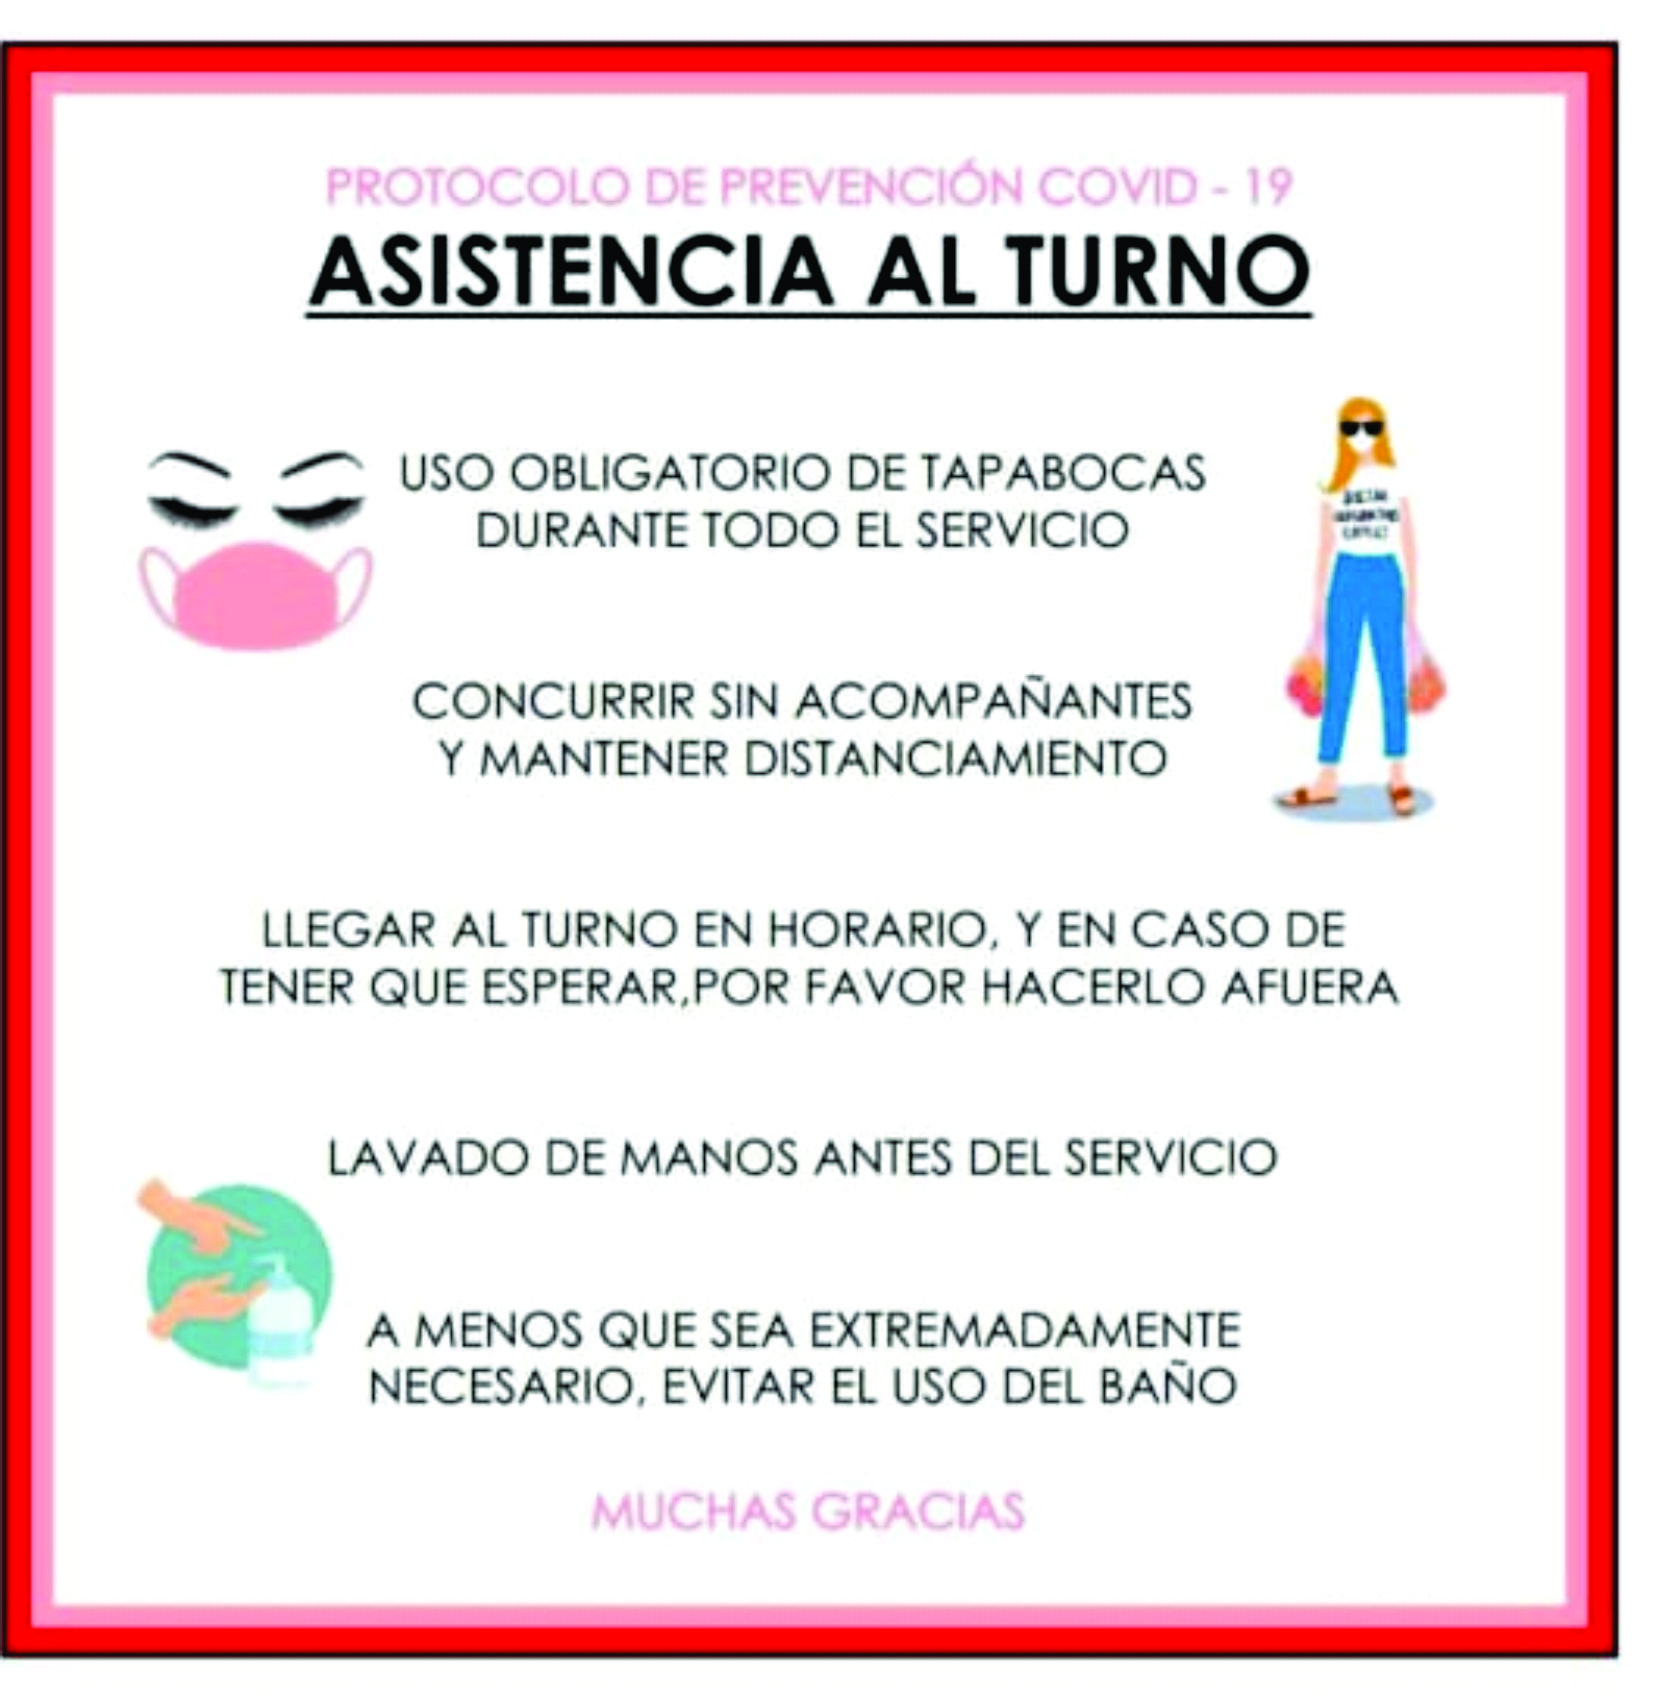 PROTOCOLO DE PREVENCIÓN COVID - 19
ASISTENCIA AL TURNO
USO OBLIGATORIO DE TAPABOCAS
DURANTE TODO EL SERVICIO
CONCURRIR SIN ACOMPAÑANTES
Y MANTENER DISTANCIAMIENTO
LLEGAR AL TURNO EN HORARIO, Y EN CASO DE
TENER QUE ESPERAR,POR FAVOR HACERLO AFUERA
LAVADO DE MANOS ANTES DEL SERVICIO
A MENOS QUE SEA EXTREMADAMENTE
NECESARIO, EVITAR EL USO DEL BAÑO
MUCHAS GRACIAS